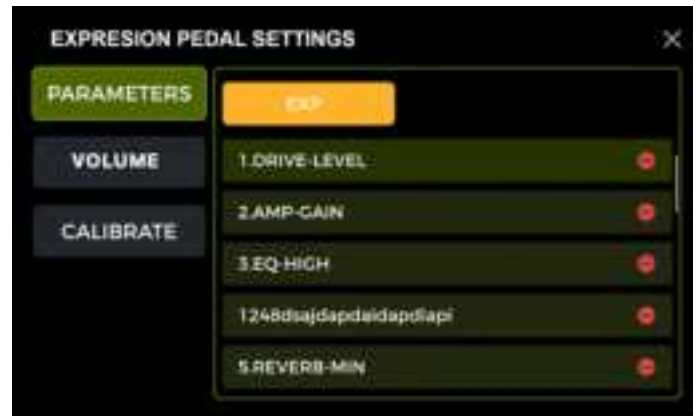 EXPRESION PEDAL SETTINGS
PARAMETERS
EXP
VOLUME
CALIBRATE
1.DRIVE-LEVEL
2.AMP-GAIN
3.EQ-HIGH
1248dsajdapdaidapdlapi
5.REVERB-MIN